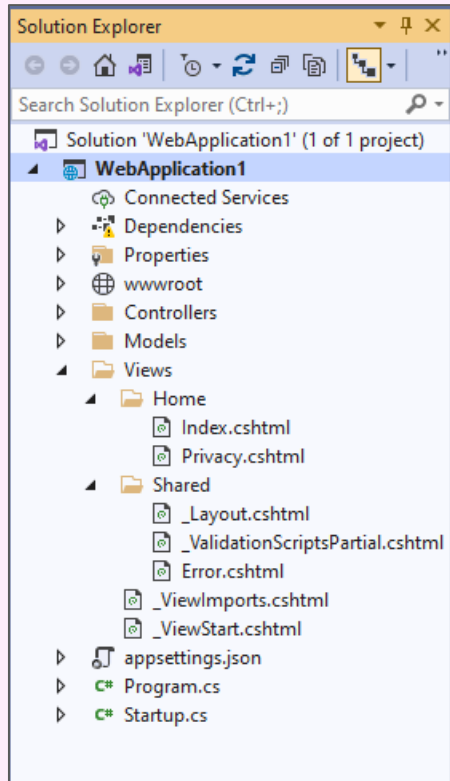 Solution Explorer
Search Solution Explorer (Ctrl+;)
Solution 'WebApplication1' (1 of 1 project)
WebApplication1
Connected Services
Dependencies
Properties
wwwroot
Controllers
Models
Views
Home
Index.cshtml
Privacy.cshtml
Shared
_Layout.cshtml
_ValidationScriptsPartial.cshtml
Error.cshtml
_ViewImports.cshtml
_ViewStart.cshtml
appsettings.json
C# Program.cs
C# Startup.cs